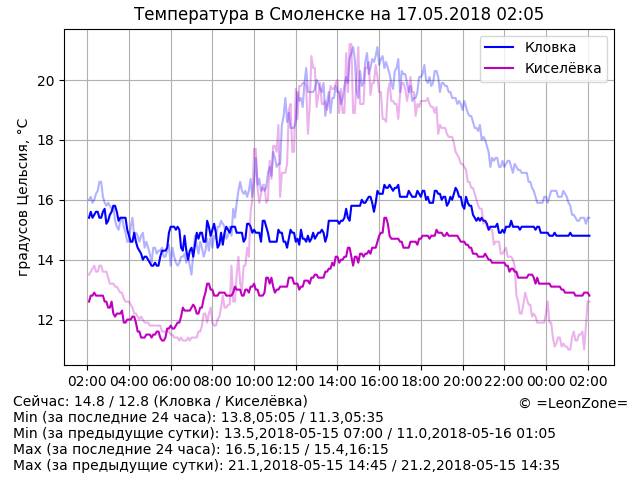 Температура в Смоленске на 17.05.2018 02:05
Кловка
Киселёвка
градусов Цельсия, °C
20
18
16
14
12
02:00 04:00 06:00 08:00 10:00 12:00 14:00 16:00 18:00 20:00 22:00 00:00 02:00
Сейчас: 14.8 / 12.8 (Кловка / Киселёвка)
© =LeonZone=
Min (за последние 24 часа): 13.8,05:05 / 11.3,05:35
Min (за предыдущие сутки): 13.5,2018-05-15 07:00 / 11.0,2018-05-16 01:05
Max (за последние 24 часа): 16.5,16:15 / 15.4,16:15
Max (за предыдущие сутки): 21.1,2018-05-15 14:45 / 21.2,2018-05-15 14:35